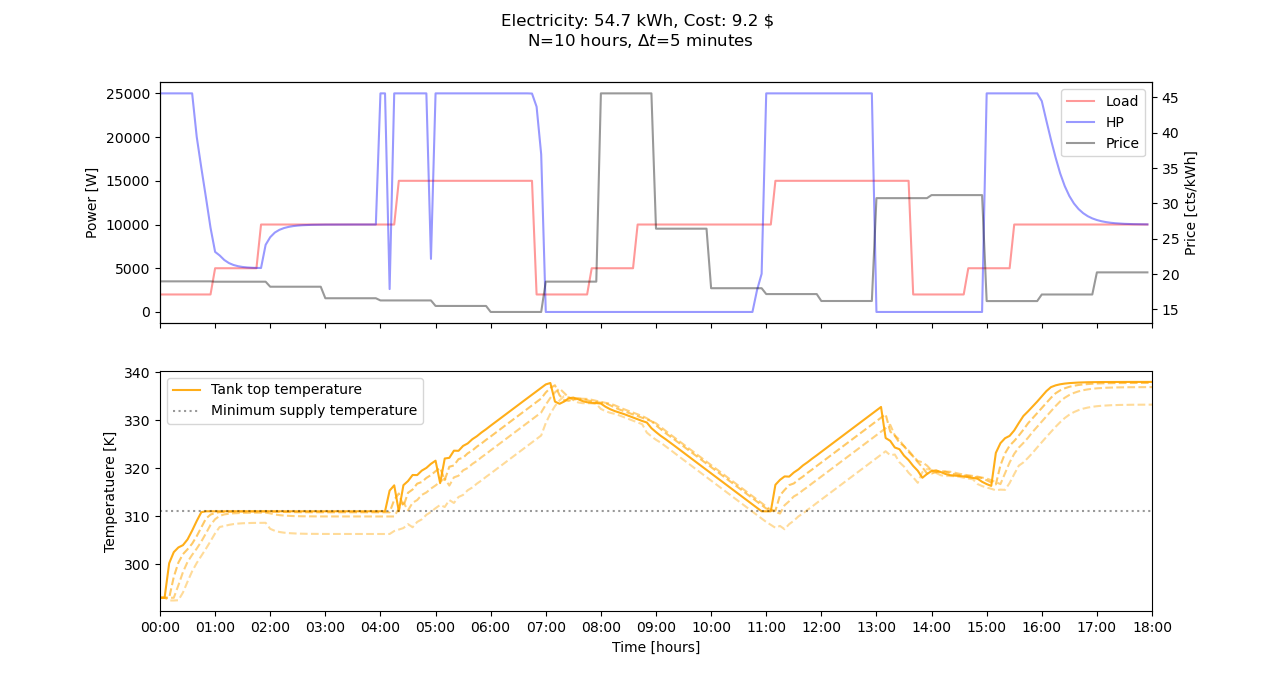 Electricity: 54.7 kWh, Cost: 9.2 $
N=10 hours, Δt=5 minutes
25000
20000
15000
10000
5000
0
Power [W]
Load
HP
Price
45
40
35
30
25
20
15
Price [cts/kWh]
340
330
320
310
300
Temperatuere [K]
Tank top temperature
Minimum supply temperature
00:00 01:00 02:00 03:00 04:00 05:00 06:00 07:00 08:00 09:00 10:00 11:00 12:00 13:00 14:00 15:00 16:00 17:00 18:00
Time [hours]